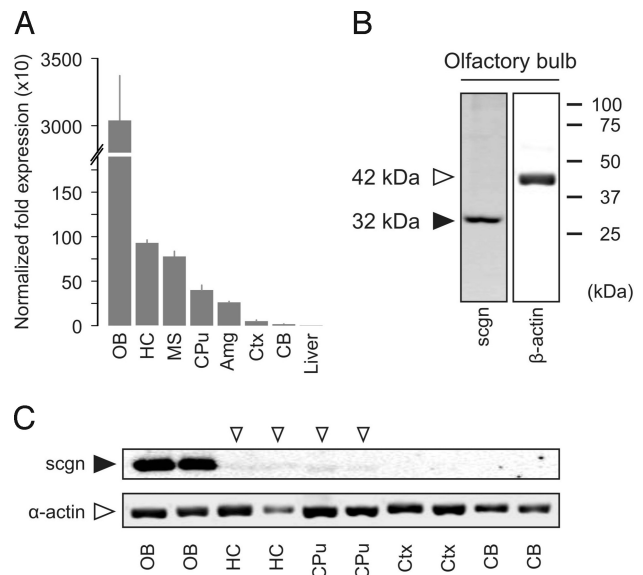 A
Normalized fold expression (x10)
3500
3000
150
100
50
0
OB
HC
MS
CPu
Amg
Ctx
CB
Liver
B
Olfactory bulb
42 kDa
32 kDa
100
75
50
37
25
(kDa)
scgn
β-actin
C
scgn
α-actin
OB
OB
HC
HC
CPu
CPu
Ctx
Ctx
CB
CB